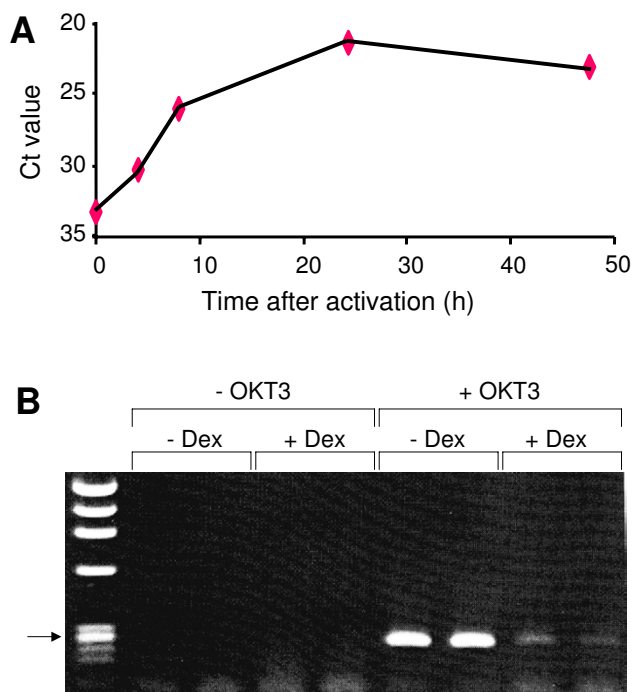 A
20
25
30
35
Ct value
0 10 20 30 40 50
Time after activation (h)
B
- OKT3 + OKT3
- Dex + Dex - Dex + Dex